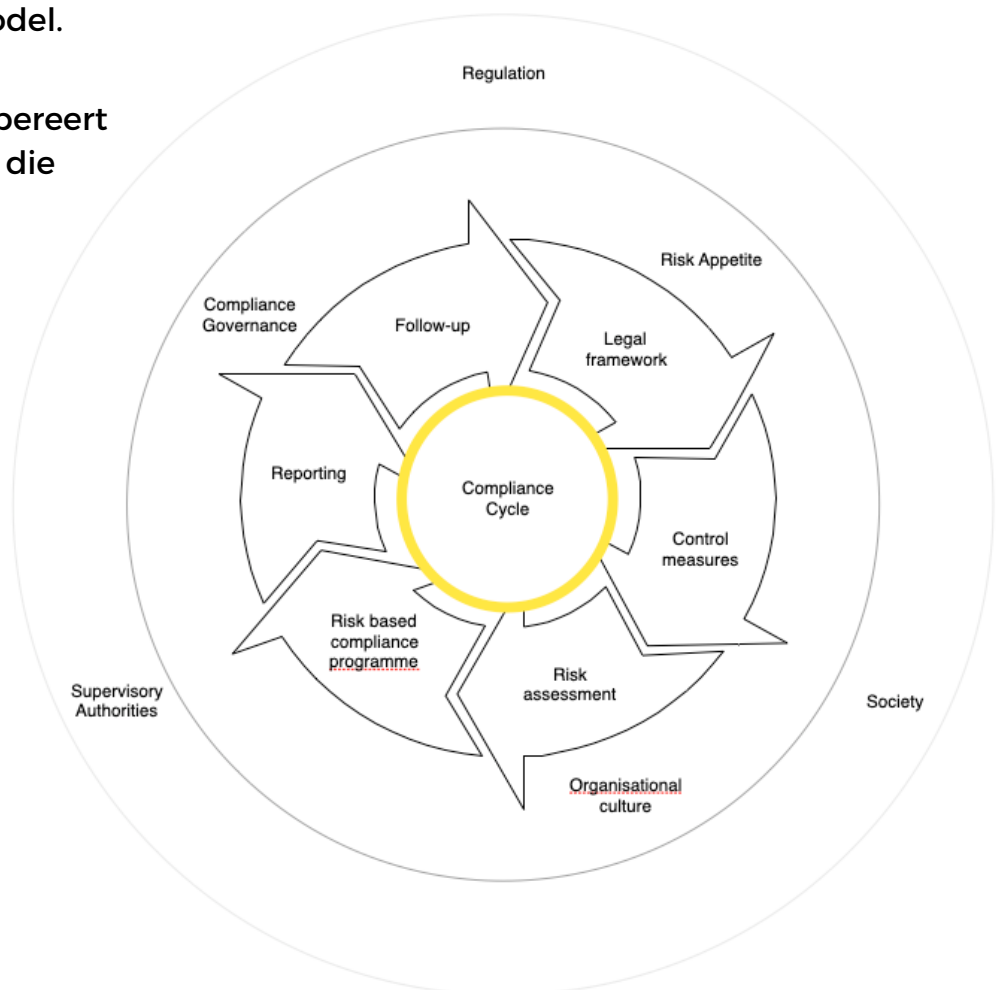 odel.
pereert
die
Regulation
Risk Appetite
Compliance
Governance
Follow-up
Legal
framework
Reporting
Compliance
Cycle
Control
measures
Risk based
compliance
programme
Risk
assessment
Supervisory
Authorities
Society
Organisational
culture